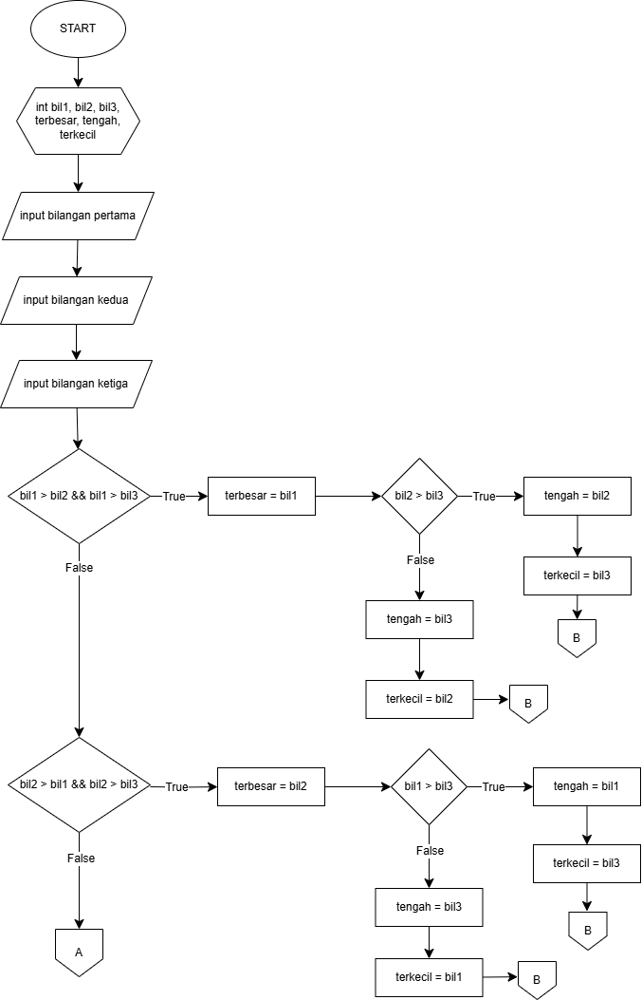 START
int bil1, bil2, bil3,
terbesar, tengah,
terkecil
input bilangan pertama
input bilangan kedua
input bilangan ketiga
bil1 > bil2 && bil1 > bil3
True
terbesar = bil1
bil2 > bil3
True
tengah = bil2
False
False
terkecil = bil3
tengah = bil3
B
terkecil = bil2
B
bil2 > bil1 && bil2 > bil3
True
terbesar = bil2
bil1 > bil3
True
tengah = bil1
False
False
terkecil = bil3
tengah = bil3
B
A
terkecil = bil1
B